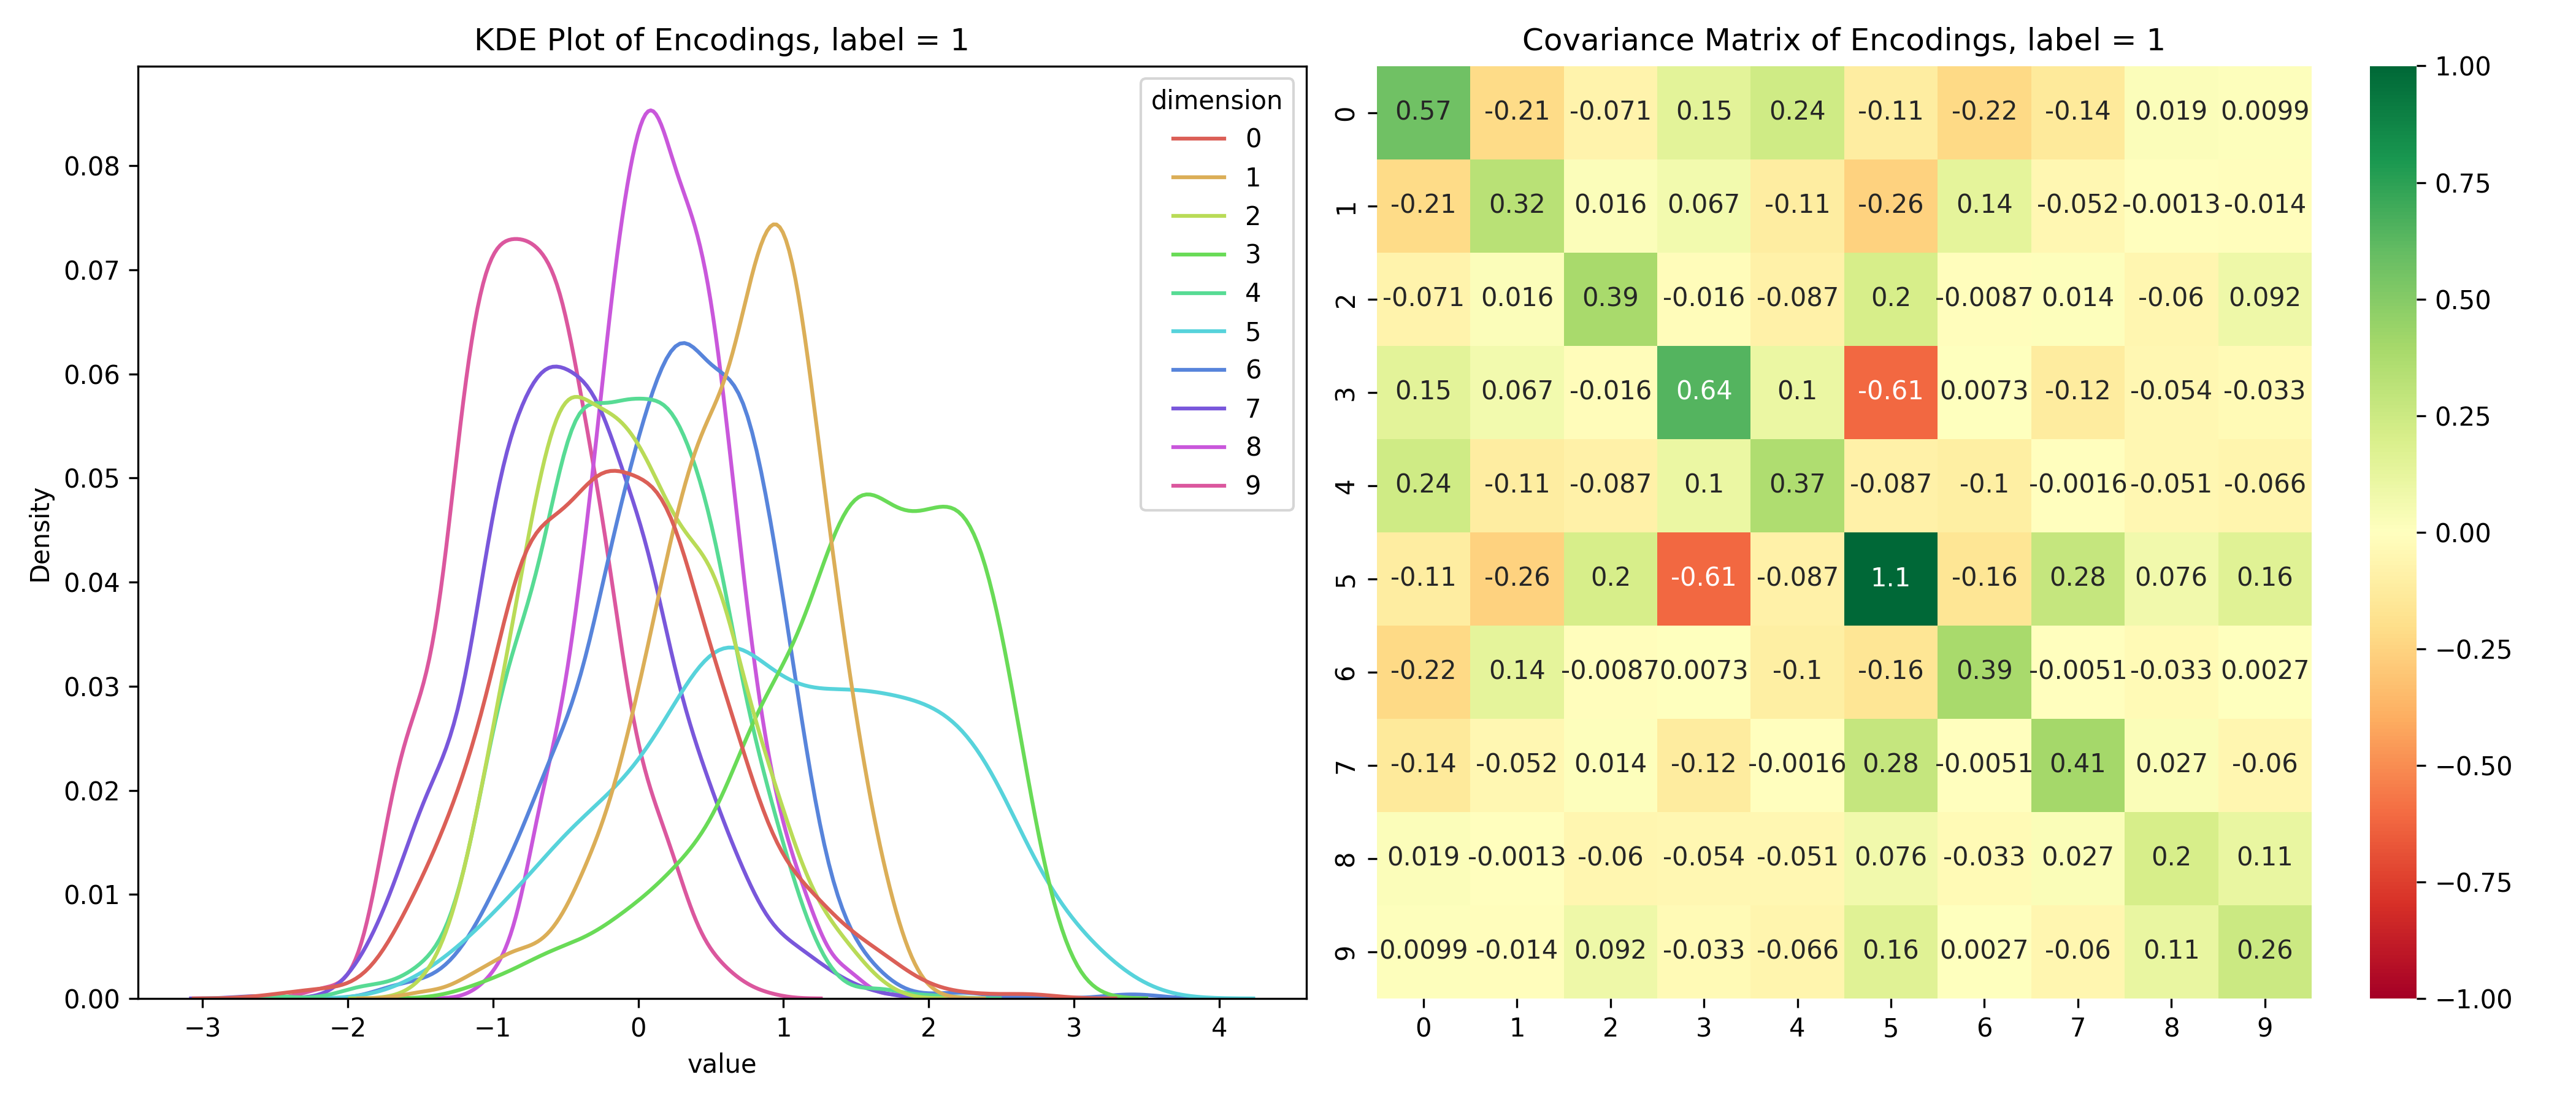 KDE Plot of Encodings, label = 1
0.08
0.07
0.06
0.05
0.04
0.03
0.02
0.01
0.00
Density
−3 −2 −1 0 1 2 3 4
value
dimension
0
1
2
3
4
5
6
7
8
9
Covariance Matrix of Encodings, label = 1
0 0.57 -0.21 -0.071 0.15 0.24 -0.11 -0.22 -0.14 0.019 0.0099
1 -0.21 0.32 0.016 0.067 -0.11 -0.26 0.14 -0.052 -0.0013 -0.014
2 -0.071 0.016 0.39 -0.016 -0.087 0.2 -0.0087 0.014 -0.06 0.092
3 0.15 0.067 -0.016 0.64 0.1 -0.61 0.0073 -0.12 -0.054 -0.033
4 0.24 -0.11 -0.087 0.1 0.37 -0.087 -0.1 -0.0016 -0.051 -0.066
5 -0.11 -0.26 0.2 -0.61 -0.087 1.1 -0.16 0.28 0.076 0.16
6 -0.22 0.14 -0.0087 0.0073 -0.1 -0.16 0.39 -0.0051 -0.033 0.0027
7 -0.14 -0.052 0.014 -0.12 -0.0016 0.28 -0.0051 0.41 0.027 -0.06
8 0.019 -0.0013 -0.06 -0.054 -0.051 0.076 -0.033 0.027 0.2 0.11
9 0.0099 -0.014 0.092 -0.033 -0.066 0.16 0.0027 -0.06 0.11 0.26
0 1 2 3 4 5 6 7 8 9
1.00
0.75
0.50
0.25
0.00
−0.25
−0.50
−0.75
−1.00